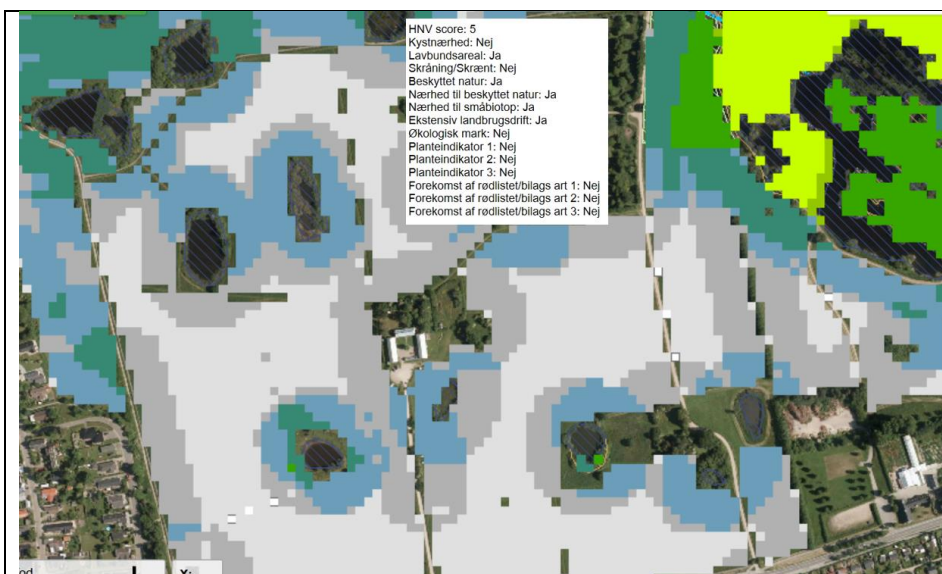 HNV score: 5
Kystnærhed: Nej
Lavbundsareal: Ja
Skråning/Skrænt: Nej
Beskyttet natur: Ja
Nærhed til beskyttet natur: Ja
Nærhed til småbiotop: Ja
Ekstensiv landbrugsdrift: Ja
Økologisk mark: Nej
Planteindikator 1: Nej
Planteindikator 2: Nej
Planteindikator 3: Nej
Forekomst af rødlistet/bilags art 1: Nej
Forekomst af rødlistet/bilags art 2: Nej
Forekomst af rødlistet/bilags art 3: Nej
X: